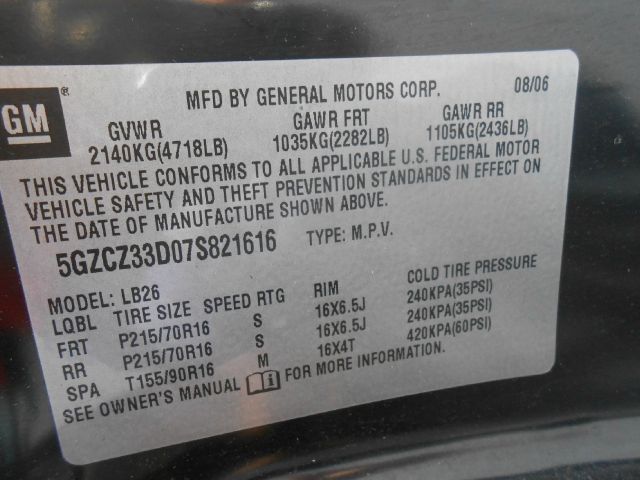 GM ®
MFD BY GENERAL MOTORS CORP. 08/06
GVWR GAWR FRT GAWR RR
2140KG(4718LB) 1035KG(2282LB) 1105KG(2436LB)
THIS VEHICLE CONFORMS TO ALL APPLICABLE U.S. FEDERAL MOTOR
VEHICLE SAFETY AND THEFT PREVENTION STANDARDS IN EFFECT ON
THE DATE OF MANUFACTURE SHOWN ABOVE.
5GZCZ33D07S821616 TYPE: M.P.V.
MODEL: LB26
LQBL TIRE SIZE SPEED RTG RIM COLD TIRE PRESSURE
FRT P215/70R16 S 16X6.5J 240KPA(35PSI)
RR P215/70R16 S 16X6.5J 240KPA(35PSI)
SPA T155/90R16 M 16X4T 420KPA(60PSI)
SEE OWNER'S MANUAL FOR MORE INFORMATION.